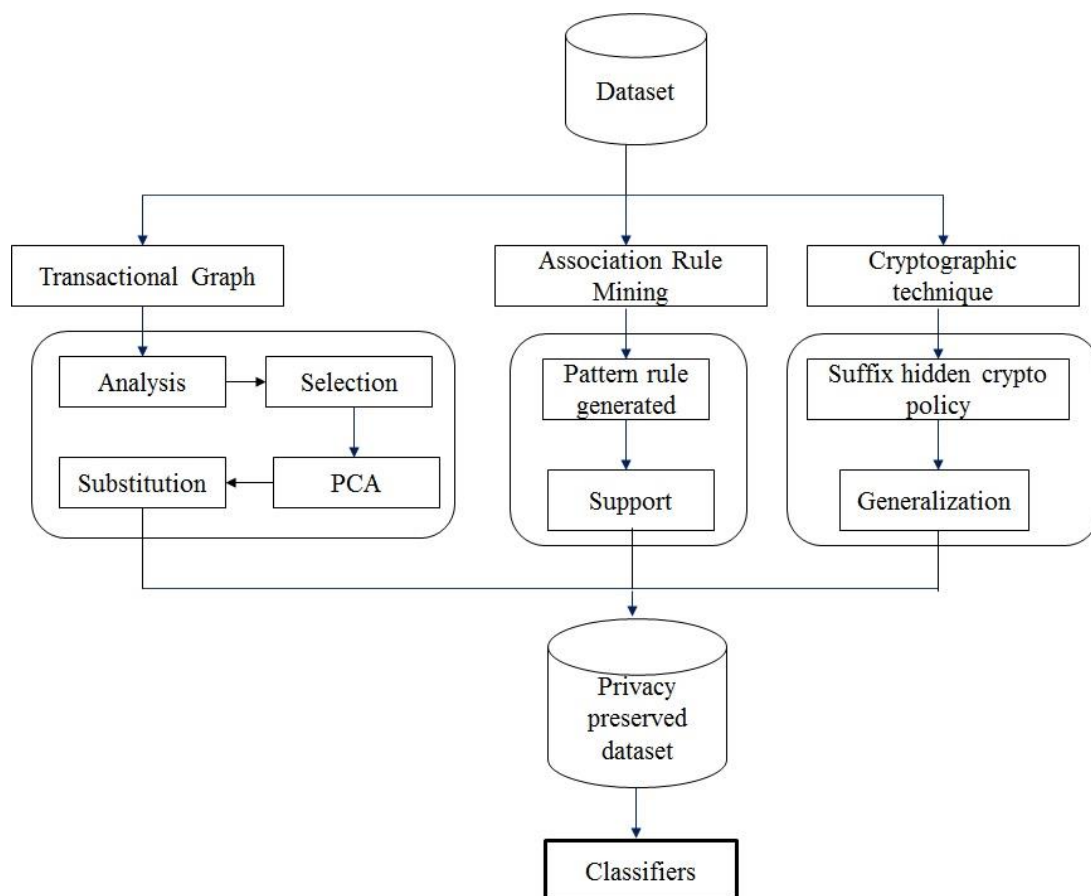 Dataset
Transactional Graph
Association Rule
Mining
Cryptographic
technique
Analysis
Selection
Substitution
PCA
Pattern rule
generated
Support
Suffix hidden crypto
policy
Generalization
Privacy
preserved
dataset
Classifiers